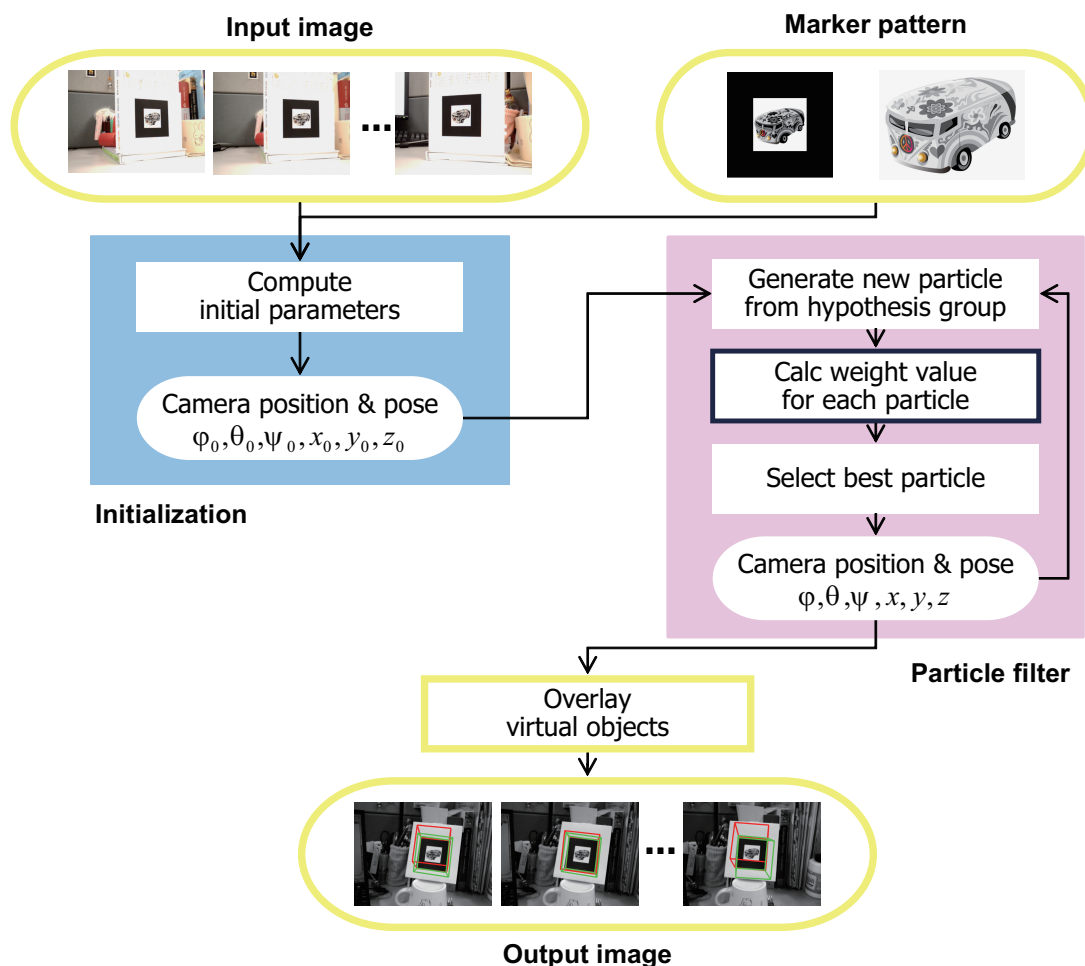 Input image
Marker pattern
...
Compute
initial parameters
Camera position & pose
φ₀,θ₀,ψ₀,x₀,y₀,z₀
Initialization
Generate new particle
from hypothesis group
Calc weight value
for each particle
Select best particle
Camera position & pose
φ,θ,ψ,x,y,z
Particle filter
Overlay
virtual objects
...
Output image